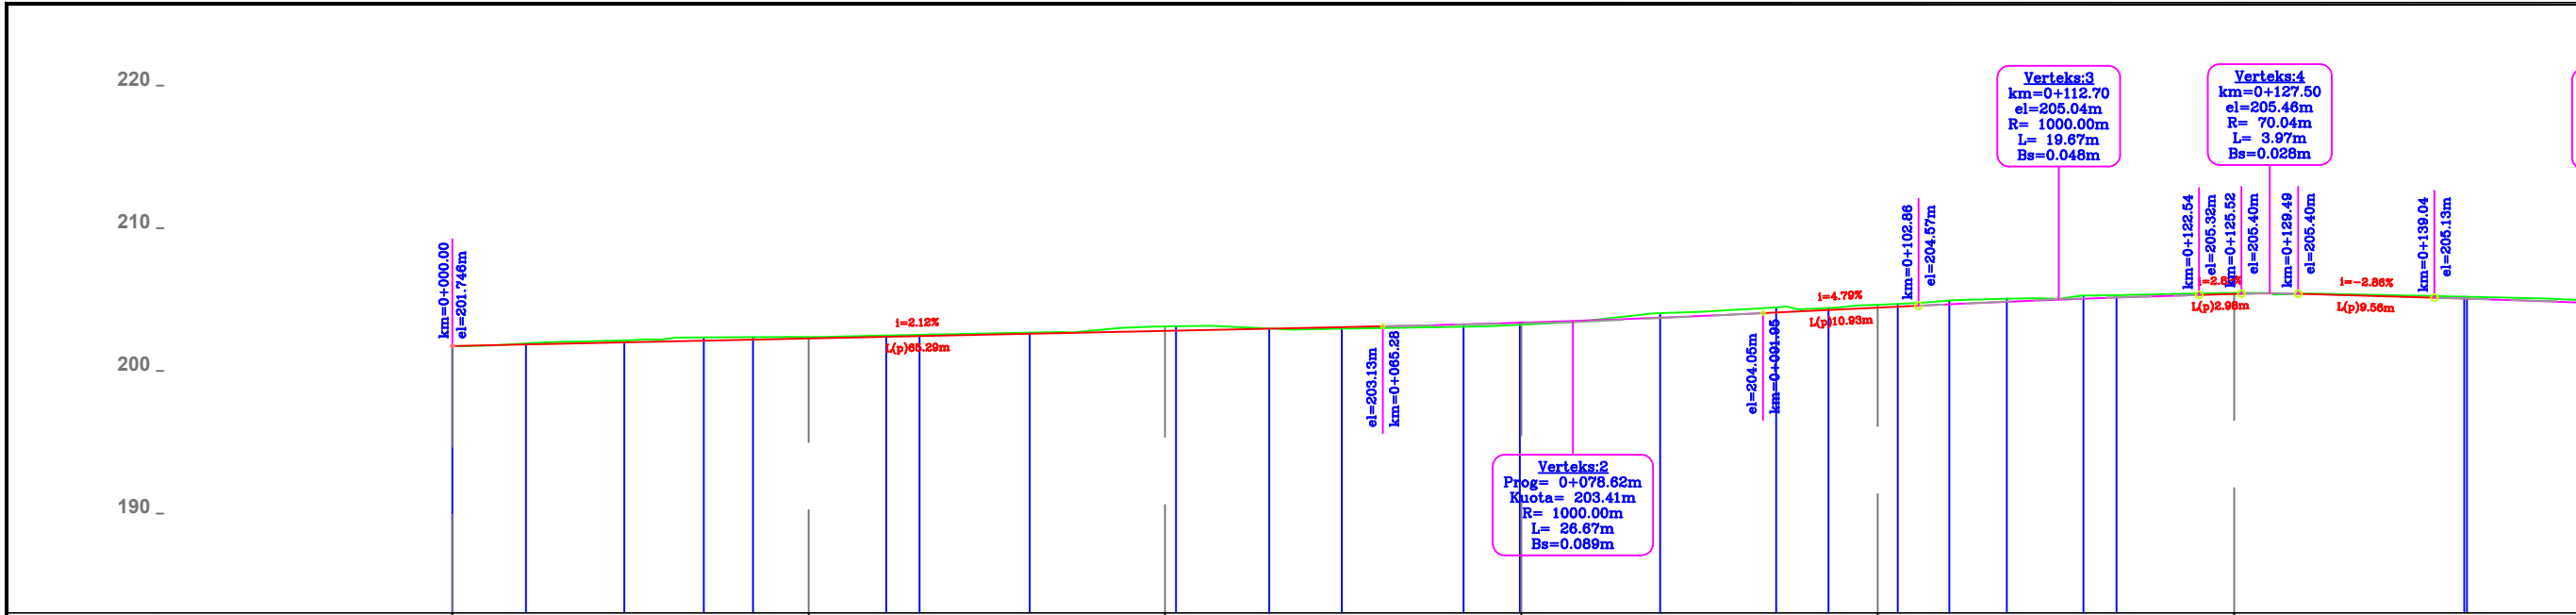 220
210
200
190
km=0+000.00
el=201.746m
i=2.12%
L(p)65.29m
el=203.13m
km=0+065.28
Verteks:2
Prog= 0+078.62m
Kuota= 203.41m
R= 1000.00m
L= 26.67m
Bs=0.089m
el=204.05m
km=0+091.95
i=4.79%
L(p)10.93m
km=0+102.86
el=204.57m
Verteks:3
km=0+112.70
el=205.04m
R= 1000.00m
L= 19.67m
Bs=0.048m
km=0+122.54
el=205.32m
L(p)2.98m
km=0+125.52
el=205.40m
Verteks:4
km=0+127.50
el=205.46m
R= 70.04m
L= 3.97m
Bs=0.028m
km=0+129.49
el=205.40m
i=-2.86%
L(p)9.56m
km=0+139.04
el=205.13m